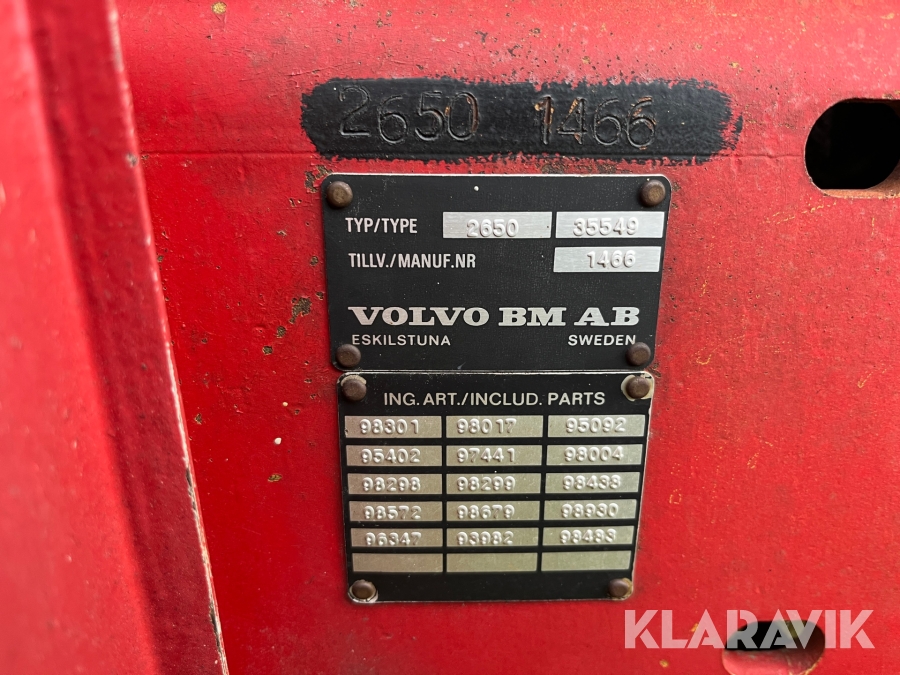 2650 1466
TYP/TYPE 2650 35549
TILLV./MANUF.NR 1466
VOLVO BM AB
ESKILSTUNA SWEDEN
ING. ART./INCLUD. PARTS
98301 98017 95092
95402 97441 98004
98298 98299 98438
98572 98679 98930
96347 93982 98483
KLARAVIK